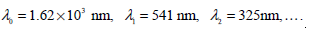 λ₀ = 1.62×10³ nm, λ₁ = 541 nm, λ₂ = 325nm,....